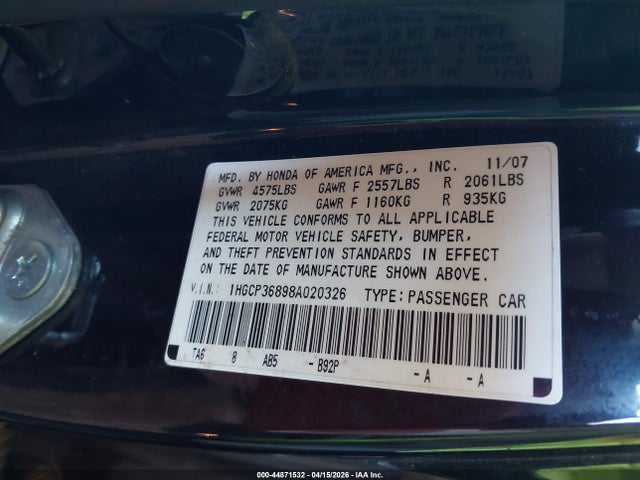 MFD. BY HONDA OF AMERICA MFG., INC. 11/07
GVWR 4575LBS GAWR F 2557LBS R 2061LBS
GVWR 2075KG GAWR F 1160KG R 935KG
THIS VEHICLE CONFORMS TO ALL APPLICABLE
FEDERAL MOTOR VEHICLE SAFETY, BUMPER,
AND THEFT PREVENTION STANDARDS IN EFFECT
ON THE DATE OF MANUFACTURE SHOWN ABOVE.
V.I.N.: 1HGCP36898A020326 TYPE: PASSENGER CAR
TA6 8 AB5 -B92P -A -A
000-44871532 - 04/15/2026 - IAA Inc.